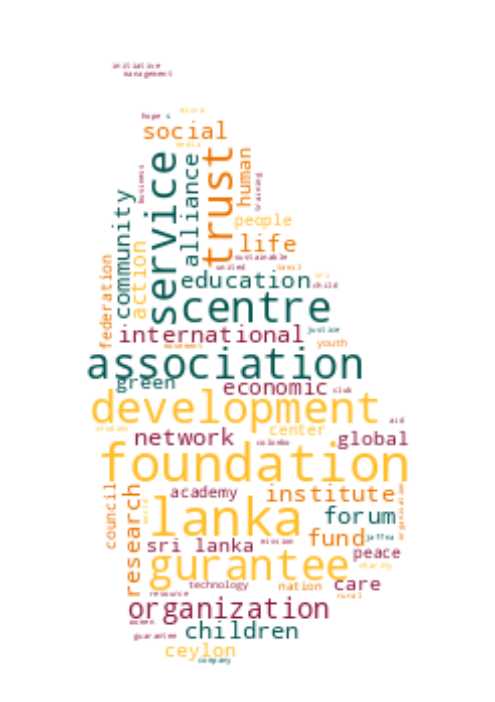 initiative
management
micro
hope s
social
media
service
trust
alliance
human
business
training
community
people
action
life
federation
sustainable
united
tamil
education
child
centre
international
justice
movement
youth
association
green
economic
club
development
aid
studies
center
network
colombo
global
foundation
academy
institute
council
research
world
organisation
lanka
forum
fund
jaffna
sri lanka
mission
peace
gurantee
charity
technology
nation
care
resource
rural
organization
women
children
guarantee
ceylon
company